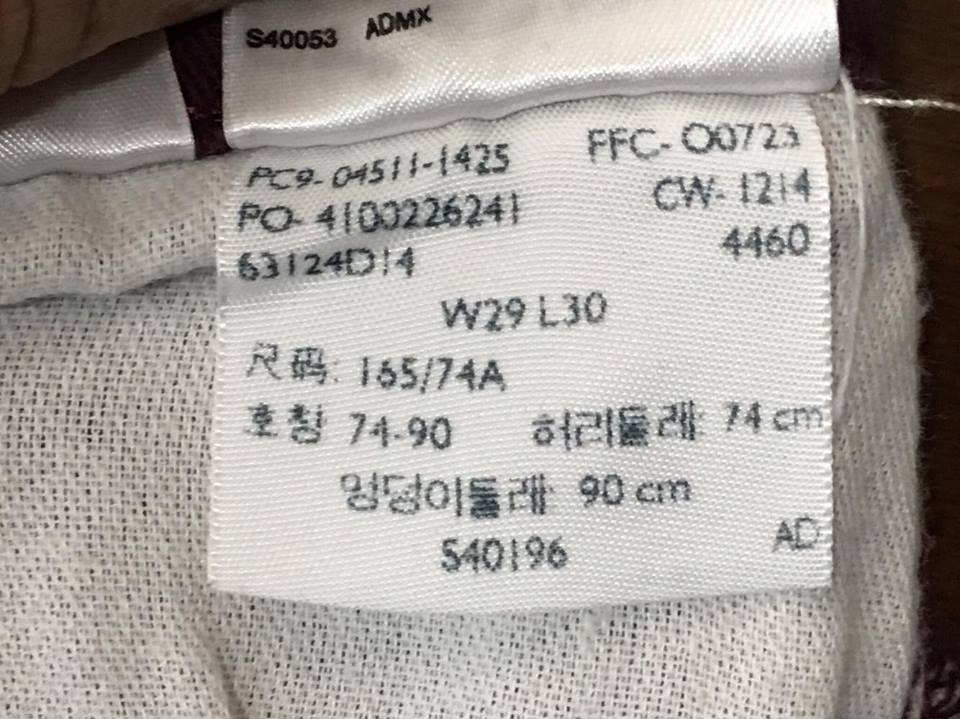 S40053 ADMX
PC9-04511-1425 FFC-O0723
PO-4100226241 CW-1214
63124D14 4460
W29 L30
尺码: 165/74A
호칭 74-90 허리둘레: 74 cm
엉덩이둘레: 90 cm
S40196 AD